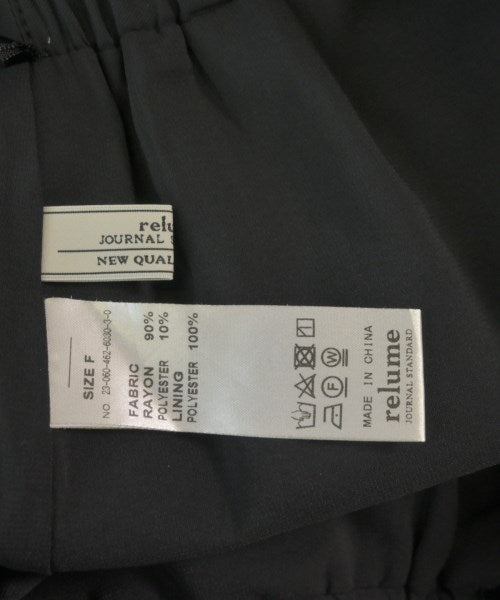 relu
JOURNAL S
NEW QUAL
SIZE F
NO. 23-060-462-6030-3-0
FABRIC
RAYON 90%
POLYESTER 10%
LINING
POLYESTER 100%
F W
MADE IN CHINA
relume
JOURNAL STANDARD